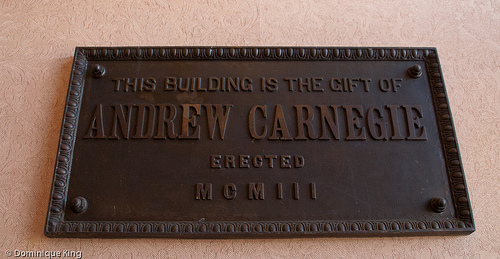 THIS BUILDING IS THE GIFT OF
ANDREW CARNEGIE
ERECTED
MCMIII
© Dominique King